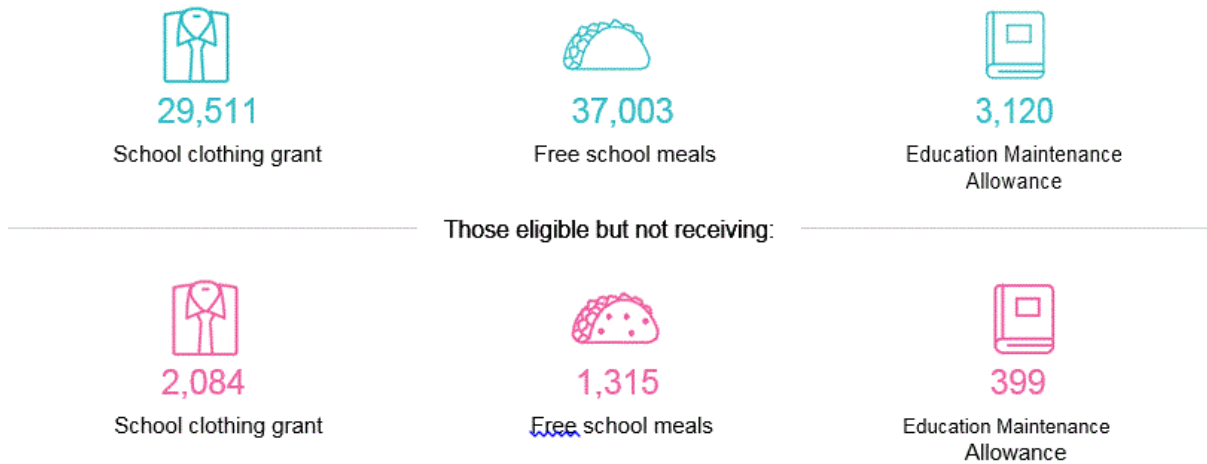 29,511 37,003 3,120
School clothing grant Free school meals Education Maintenance
Allowance
Those eligible but not receiving:
2,084 1,315 399
School clothing grant Free school meals Education Maintenance
Allowance